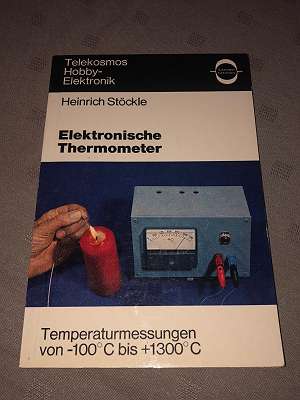 Telekosmos
Hobby-
Elektronik
Heinrich Stöckle
Elektronische
Thermometer
Temperaturmessungen
von -100°C bis +1300°C